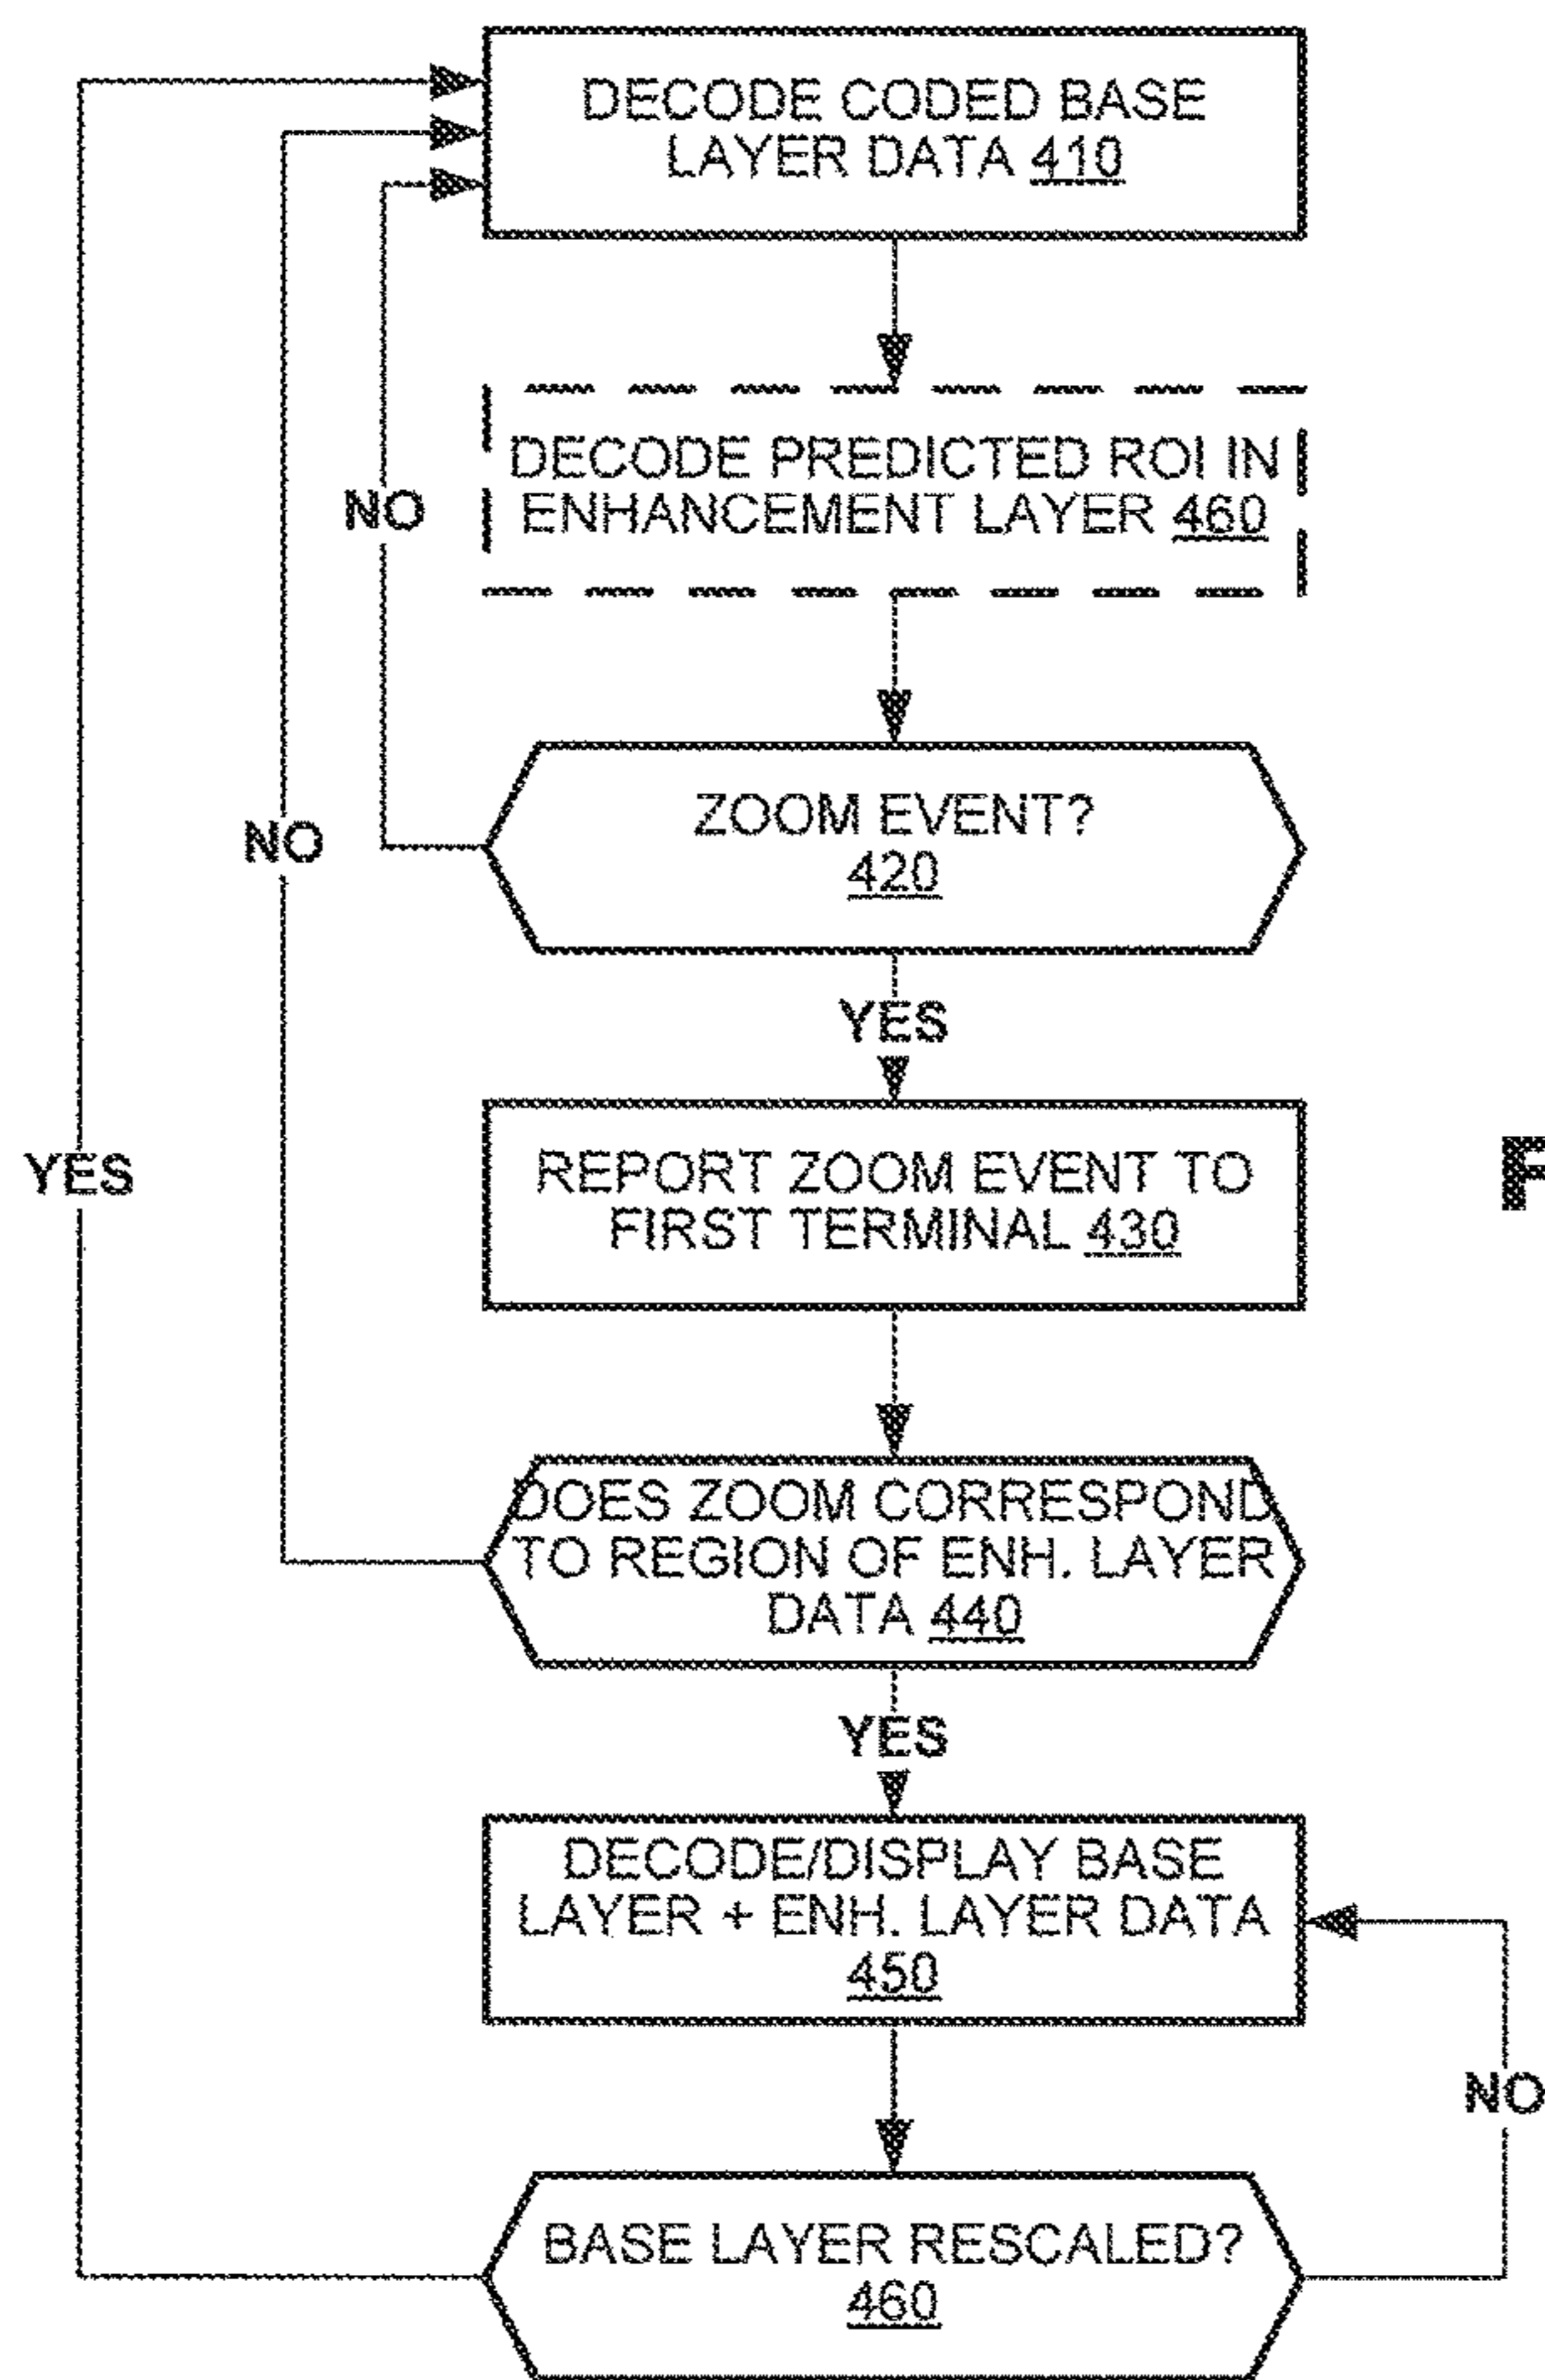 DECODE CODED BASE
LAYER DATA 410
DECODE PREDICTED ROI IN
ENHANCEMENT LAYER 460
NO
ZOOM EVENT?
420
NO
YES
REPORT ZOOM EVENT TO
FIRST TERMINAL 430
YES
F
DOES ZOOM CORRESPOND
TO REGION OF ENH. LAYER
DATA 440
YES
DECODE/DISPLAY BASE
LAYER + ENH. LAYER DATA
450
NO
BASE LAYER RESCALED?
460